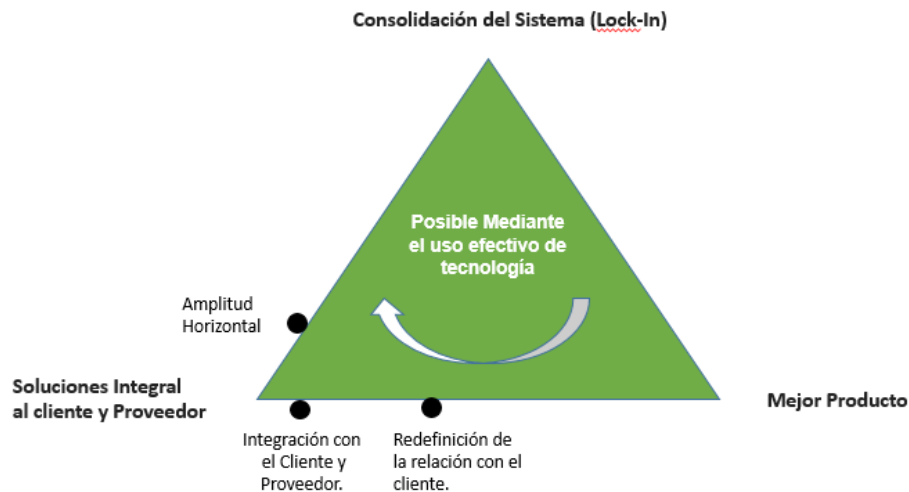 Consolidación del Sistema (Lock-In)
Posible Mediante
el uso efectivo de
tecnología
Amplitud
Horizontal
Soluciones Integral
al cliente y Proveedor
Mejor Producto
Integración con
el Cliente y
Proveedor.
Redefinición de
la relación con el
cliente.